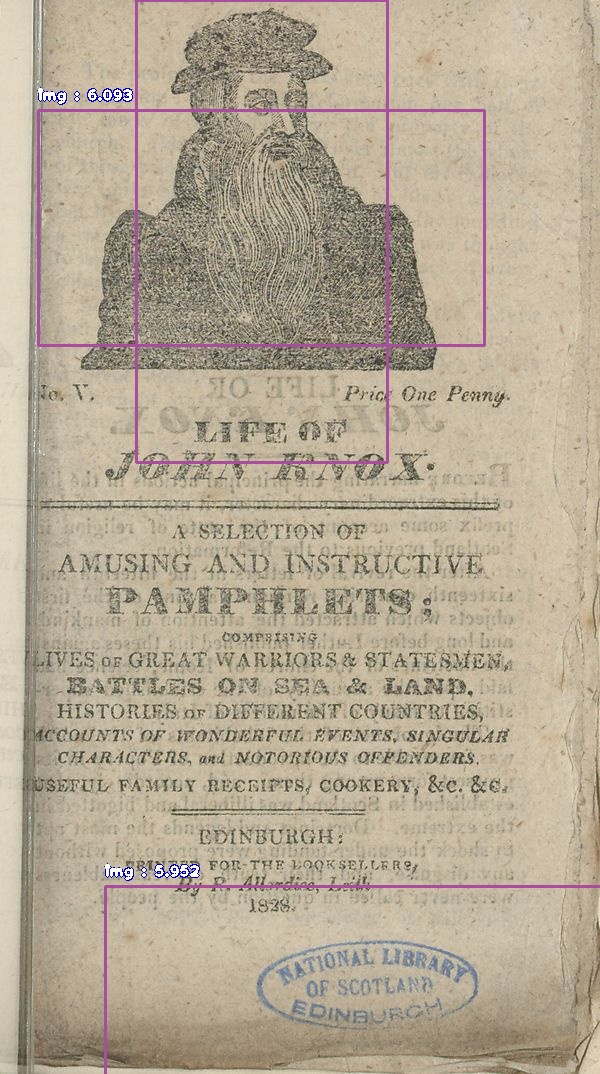 Img : 6.093
No. V. Price One Penny.
LIFE OF
JOHN KNOX.
A SELECTION OF
AMUSING AND INSTRUCTIVE
PAMPHLETS;
COMPRISING
LIVES OF GREAT WARRIORS & STATESMEN,
BATTLES ON SEA & LAND,
HISTORIES OF DIFFERENT COUNTRIES,
ACCOUNTS OF WONDERFUL EVENTS, SINGULAR
CHARACTERS, and NOTORIOUS OFFENDERS.
USEFUL FAMILY RECEIPTS, COOKERY, &c. &c.
EDINBURGH:
PRINTED FOR THE BOOKSELLERS,
Img : 5.952
By R. Allardice, Leith
1828.
NATIONAL LIBRARY
OF SCOTLAND
EDINBURGH